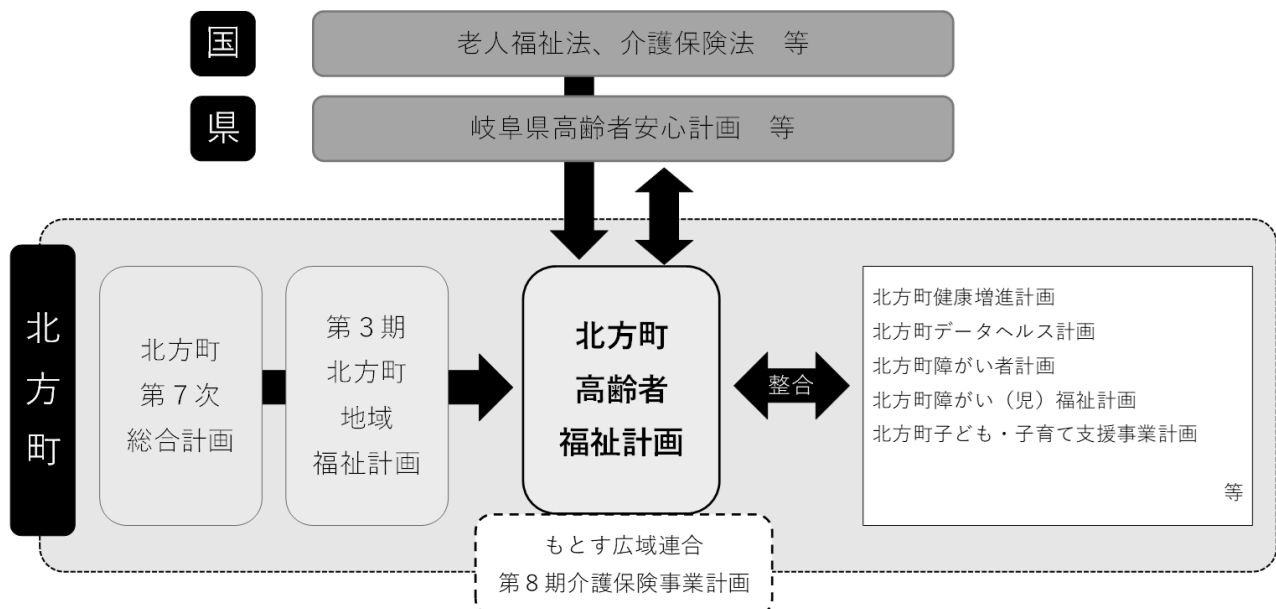 国
老人福祉法、介護保険法　等
県
岐阜県高齢者安心計画　等
北方町
北方町
第７次
総合計画
第３期
北方町
地域
福祉計画
北方町
高齢者
福祉計画
整合
北方町健康増進計画
北方町データヘルス計画
北方町障がい者計画
北方町障がい（児）福祉計画
北方町子ども・子育て支援事業計画
等
もとす広域連合
第８期介護保険事業計画